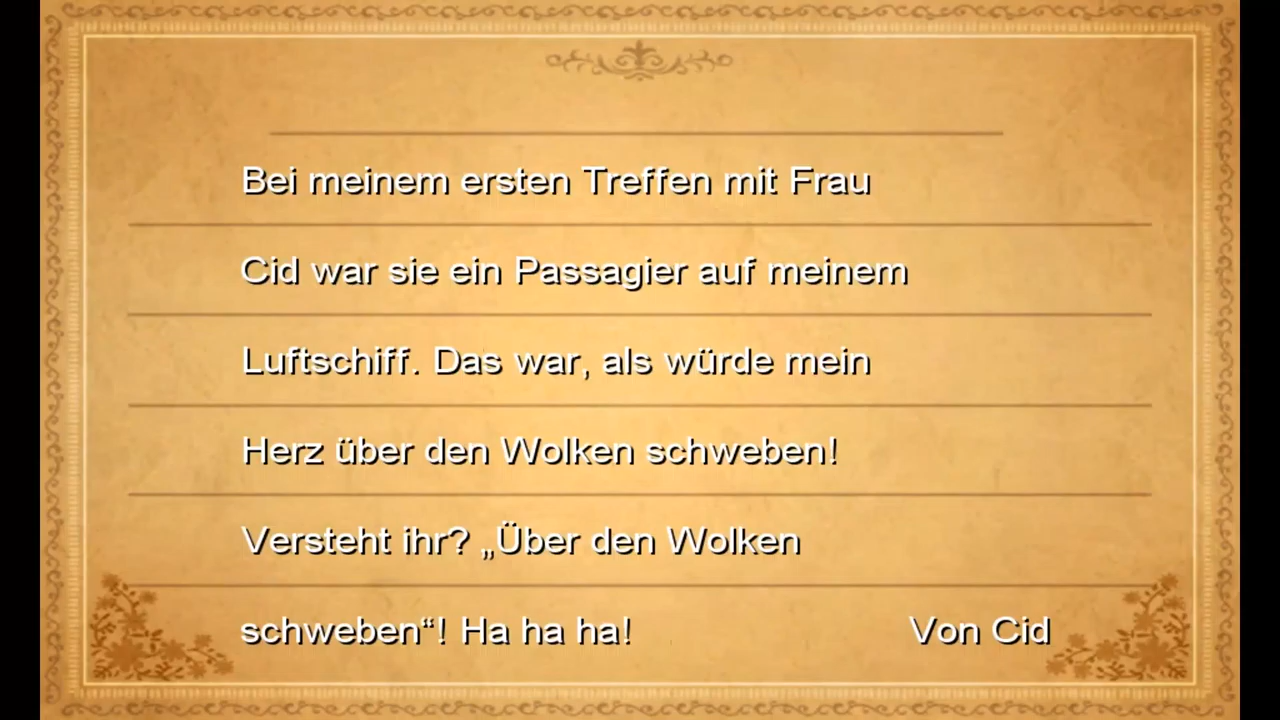 Bei meinem ersten Treffen mit Frau
Cid war sie ein Passagier auf meinem
Luftschiff. Das war, als würde mein
Herz über den Wolken schweben!
Versteht ihr? „Über den Wolken
schweben“! Ha ha ha! Von Cid